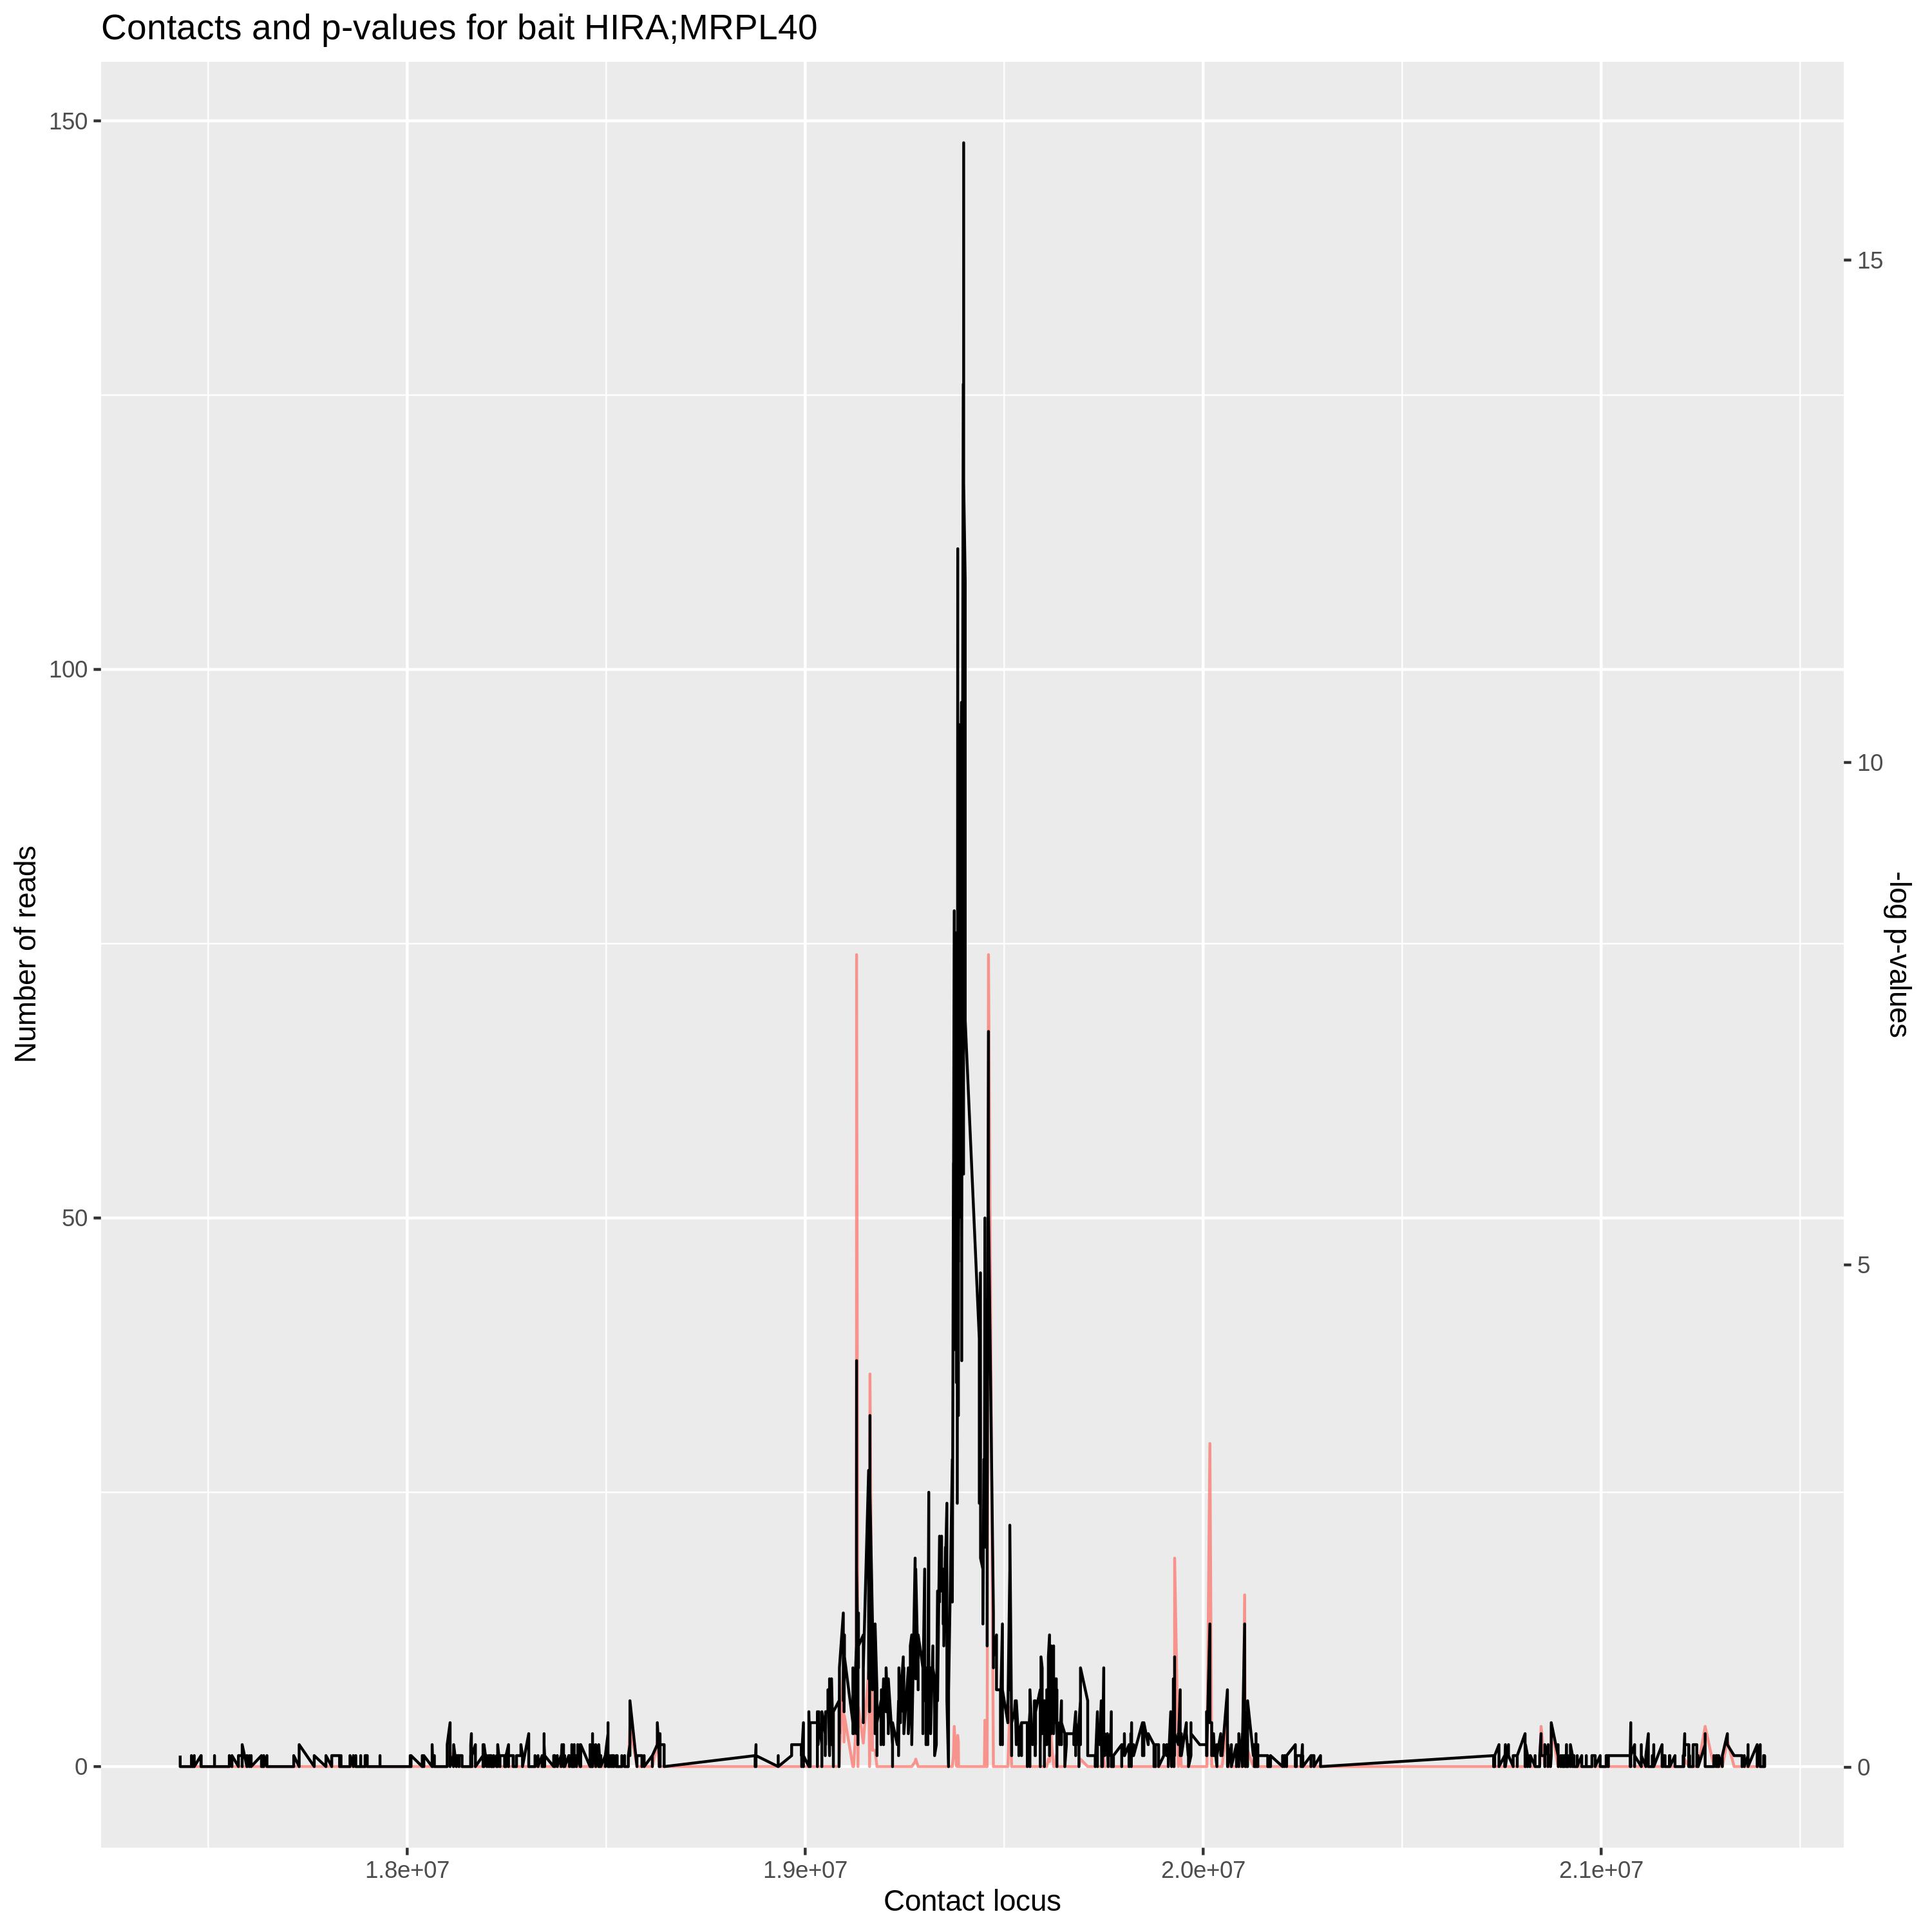 Contacts and p-values for bait HIRA;MRPL40
150
100
50
0
Number of reads
15
10
5
0
-log p-values
1.8e+07
1.9e+07
2.0e+07
2.1e+07
Contact locus